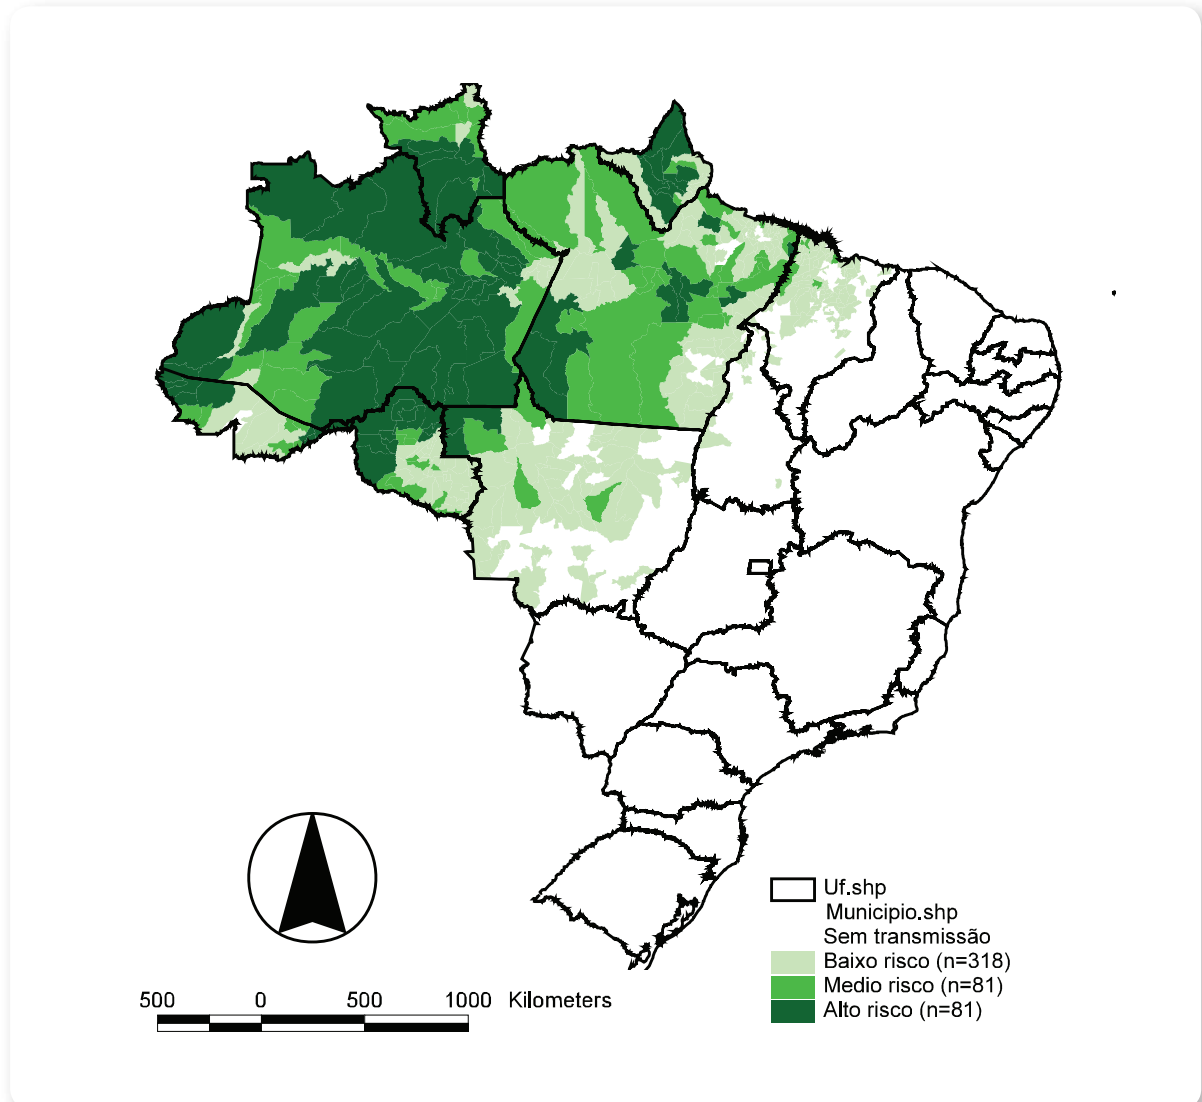 Uf.shp
Municipio.shp
Sem transmissão
Baixo risco (n=318)
Medio risco (n=81)
Alto risco (n=81)
500 0 500 1000 Kilometers